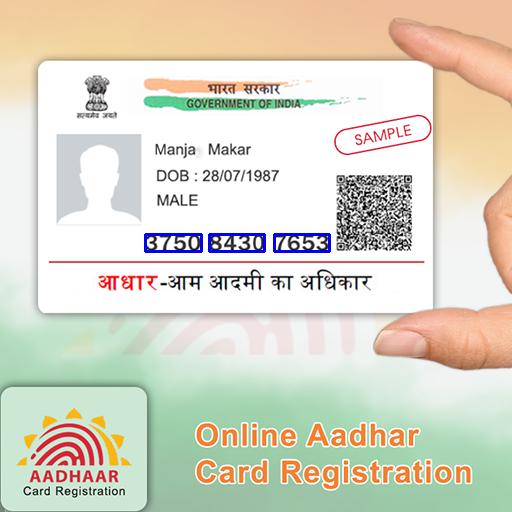 भारत सरकार
GOVERNMENT OF INDIA
सत्यमेव जयते
SAMPLE
Manja Makar
DOB : 28/07/1987
MALE
3750 8430 7653
आधार-आम आदमी का अधिकार
AADHAAR
Card Registration
Online Aadhar
Card Registration